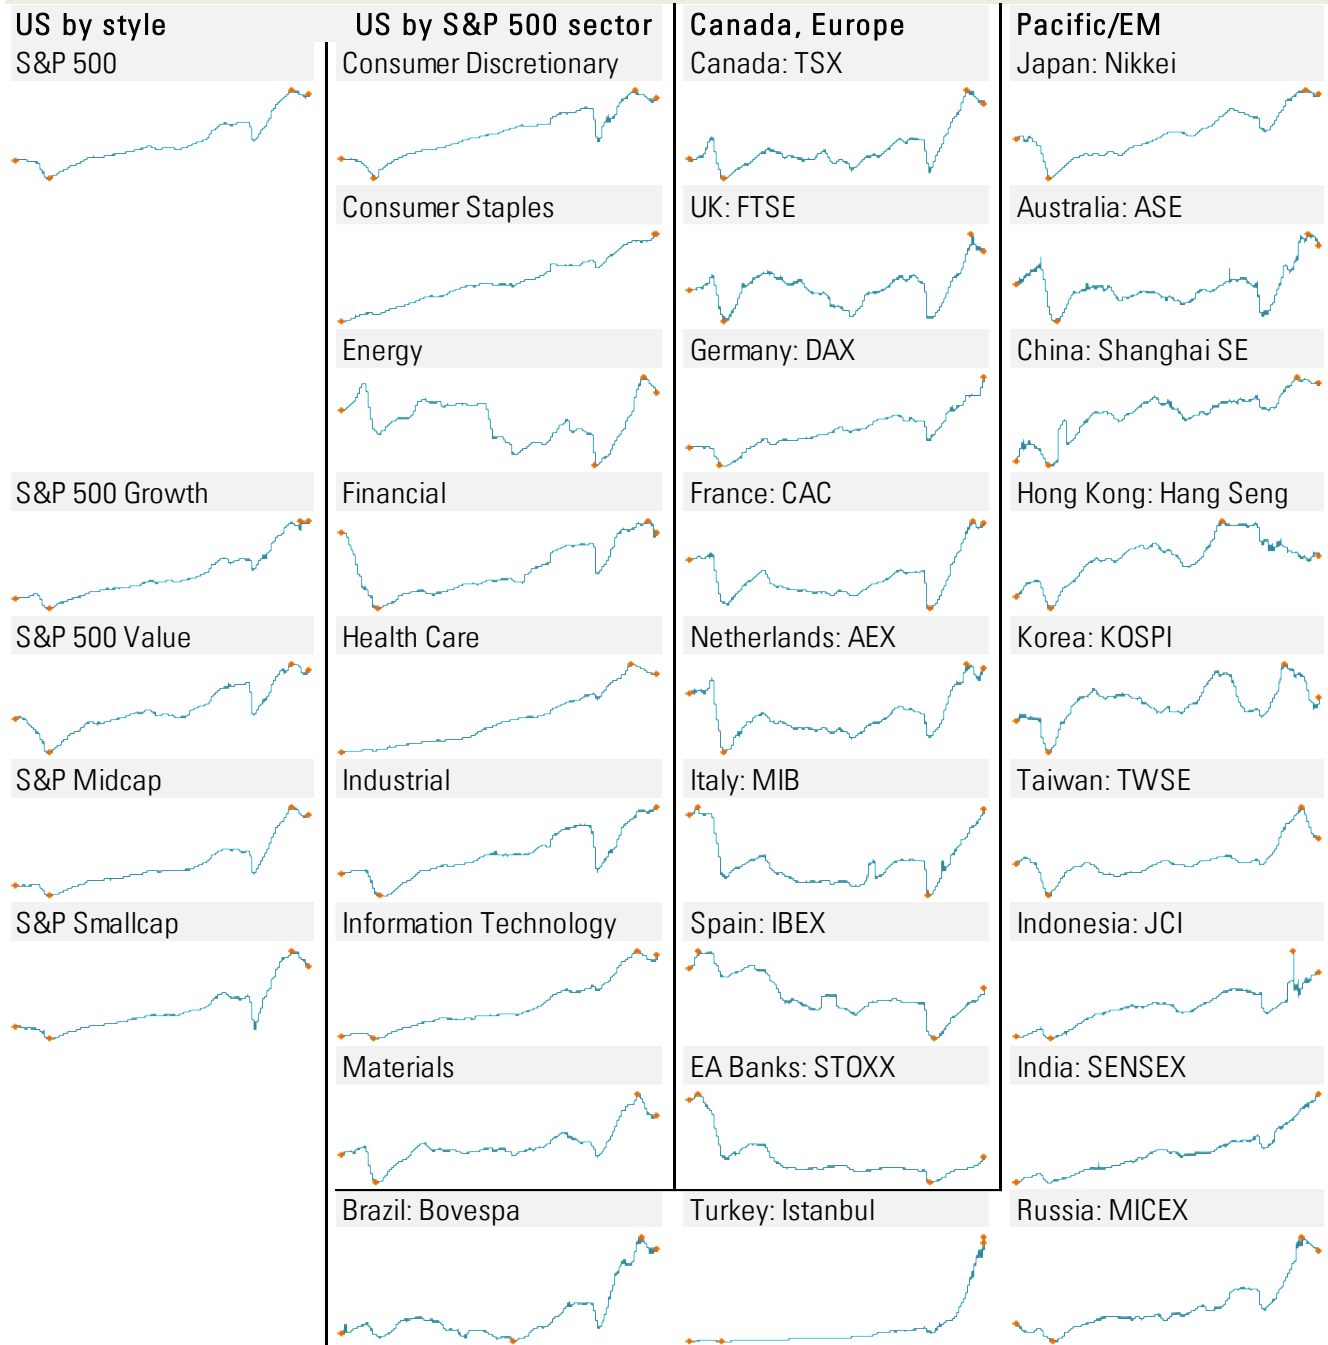 US by style
US by S&P 500 sector
Canada, Europe
Pacific/EM
S&P 500
Consumer Discretionary
Canada: TSX
Japan: Nikkei
Consumer Staples
UK: FTSE
Australia: ASE
Energy
Germany: DAX
China: Shanghai SE
S&P 500 Growth
Financial
France: CAC
Hong Kong: Hang Seng
S&P 500 Value
Health Care
Netherlands: AEX
Korea: KOSPI
S&P Midcap
Industrial
Italy: MIB
Taiwan: TWSE
S&P Smallcap
Information Technology
Spain: IBEX
Indonesia: JCI
Materials
EA Banks: STOXX
India: SENSEX
Brazil: Bovespa
Turkey: Istanbul
Russia: MICEX